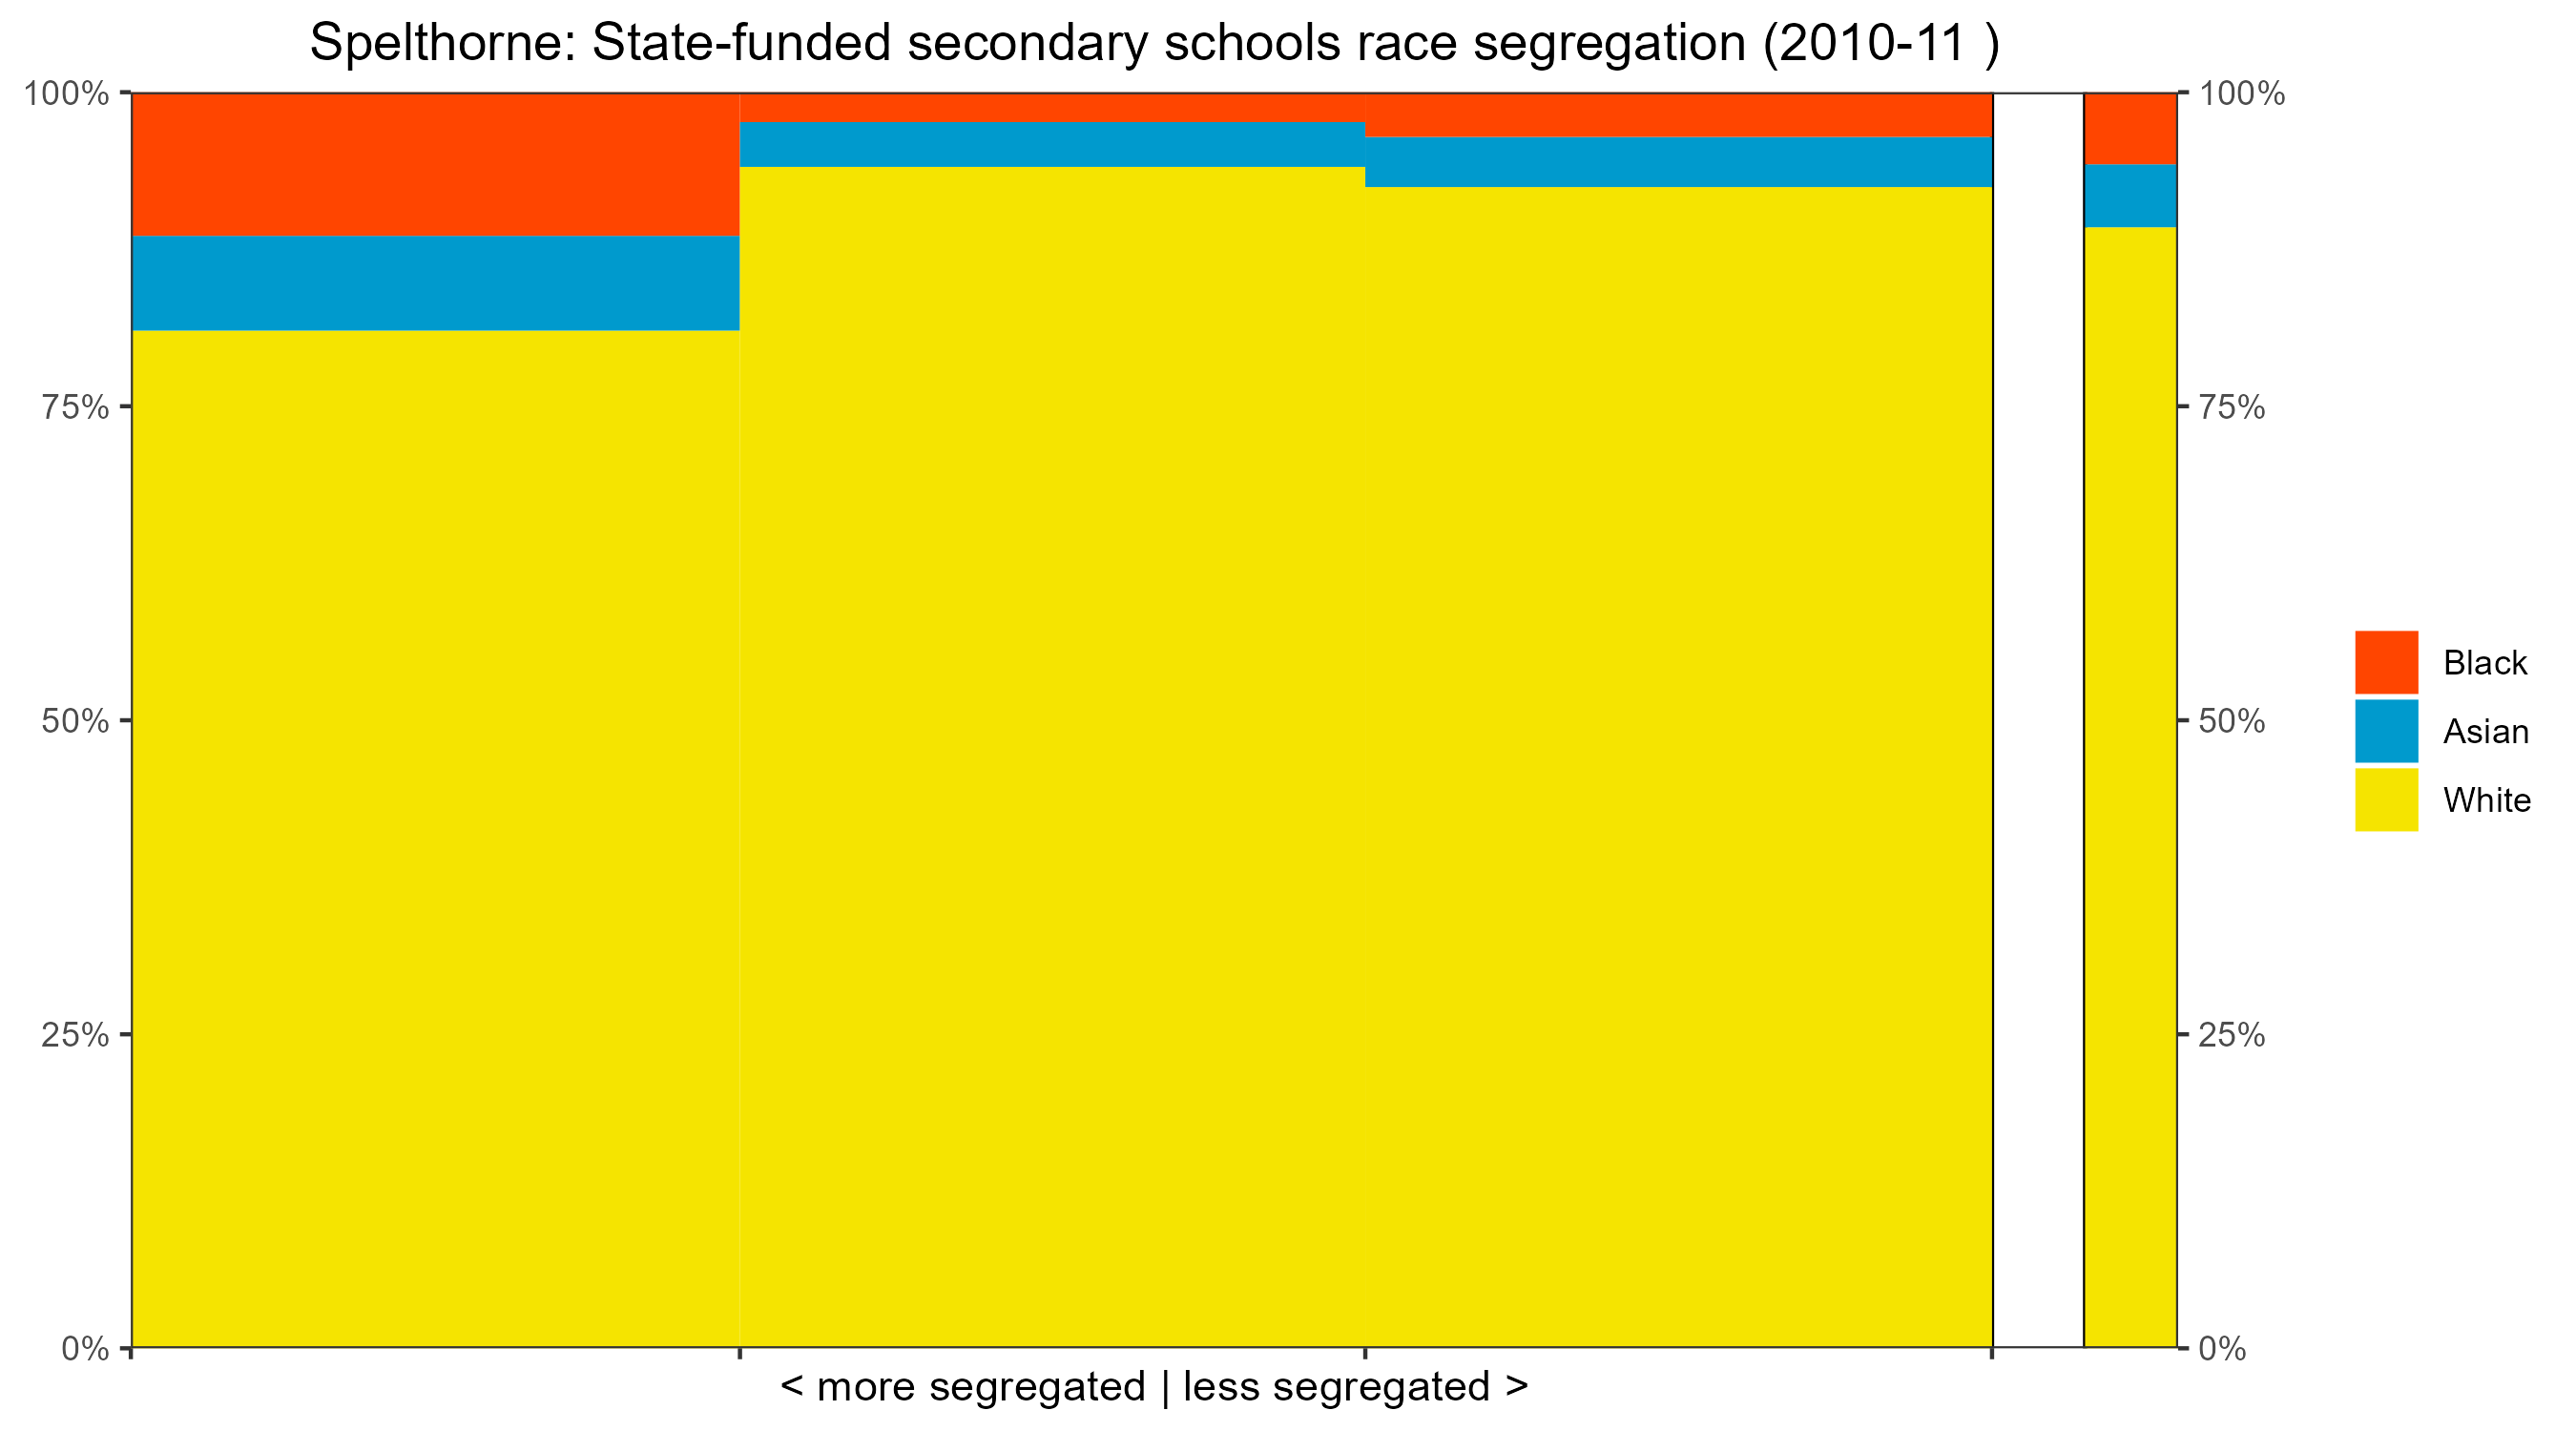 Spelthorne: State-funded secondary schools race segregation (2010-11 )
100%
75%
50%
25%
0%
100%
75%
50%
25%
0%
Black
Asian
White
< more segregated | less segregated >